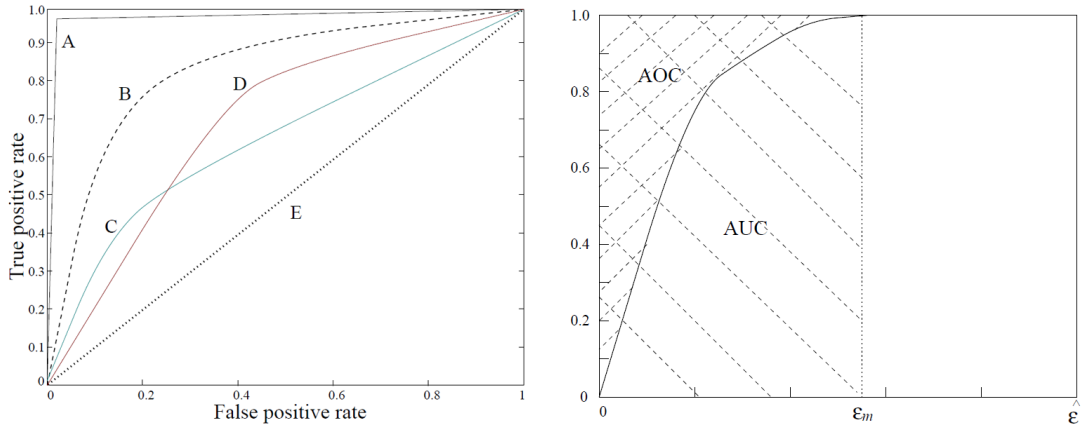 1.0
0.9
0.8
0.7
0.6
0.5
0.4
0.3
0.2
0.1
0
True positive rate
A
B
D
C
E
0 0.2 0.4 0.6 0.8 1
False positive rate
1.0
0.8
0.6
0.4
0.2
0
AOC
AUC
0 εm ε̂